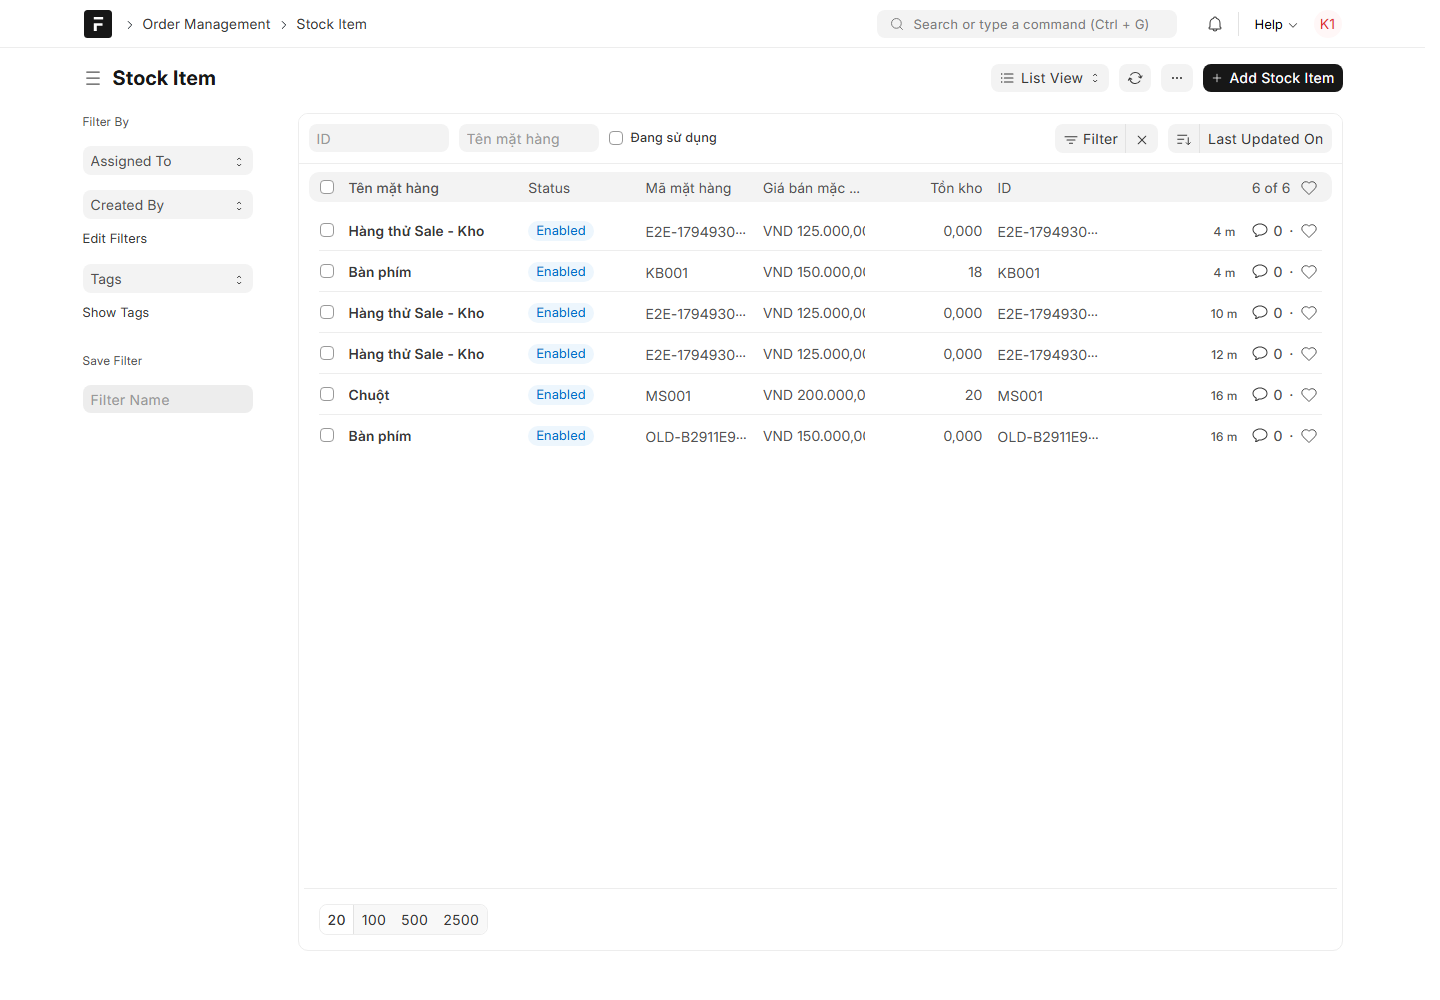 Order Management
Stock Item
Search or type a command (Ctrl + G)
Help
K1
Stock Item
List View
···
+ Add Stock Item
Filter By
Assigned To
Created By
Edit Filters
Tags
Show Tags
Save Filter
Filter Name
ID
Tên mặt hàng
Đang sử dụng
Filter
Last Updated On
Tên mặt hàng Status Mã mặt hàng Giá bán mặc ... Tồn kho ID 6 of 6
Hàng thử Sale - Kho Enabled E2E-1794930··· VND 125.000,00 0,000 E2E-1794930··· 4 m 0 ·
Bàn phím Enabled KB001 VND 150.000,00 18 KB001 4 m 0 ·
Hàng thử Sale - Kho Enabled E2E-1794930··· VND 125.000,00 0,000 E2E-1794930··· 10 m 0 ·
Hàng thử Sale - Kho Enabled E2E-1794930··· VND 125.000,00 0,000 E2E-1794930··· 12 m 0 ·
Chuột Enabled MS001 VND 200.000,0 20 MS001 16 m 0 ·
Bàn phím Enabled OLD-B2911E9··· VND 150.000,00 0,000 OLD-B2911E9··· 16 m 0 ·
20 100 500 2500